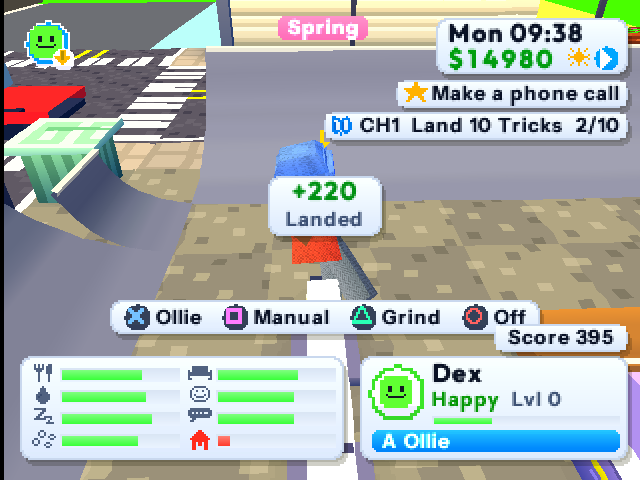 Spring
Mon 09:38
$14980
Make a phone call
CH1 Land 10 Tricks 2/10
+220
Landed
Ollie Manual Grind Off
Score 395
Dex
Happy Lvl 0
A Ollie